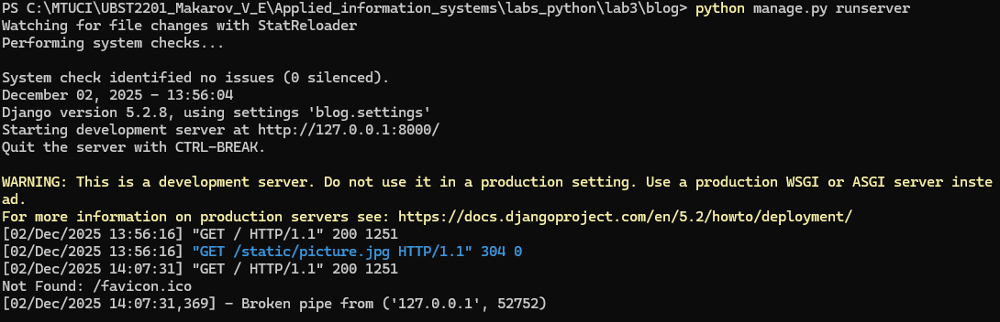 PS C:\MTUCI\UBST2201_Makarov_V_E\Applied_information_systems\labs_python\lab3\blog> python manage.py runserver
Watching for file changes with StatReloader
Performing system checks...
System check identified no issues (0 silenced).
December 02, 2025 - 13:56:04
Django version 5.2.8, using settings 'blog.settings'
Starting development server at http://127.0.0.1:8000/
Quit the server with CTRL-BREAK.
WARNING: This is a development server. Do not use it in a production setting. Use a production WSGI or ASGI server inste
ad.
For more information on production servers see: https://docs.djangoproject.com/en/5.2/howto/deployment/
[02/Dec/2025 13:56:16] "GET / HTTP/1.1" 200 1251
[02/Dec/2025 13:56:16] "GET /static/picture.jpg HTTP/1.1" 304 0
[02/Dec/2025 14:07:31] "GET / HTTP/1.1" 200 1251
Not Found: /favicon.ico
[02/Dec/2025 14:07:31,369] - Broken pipe from ('127.0.0.1', 52752)